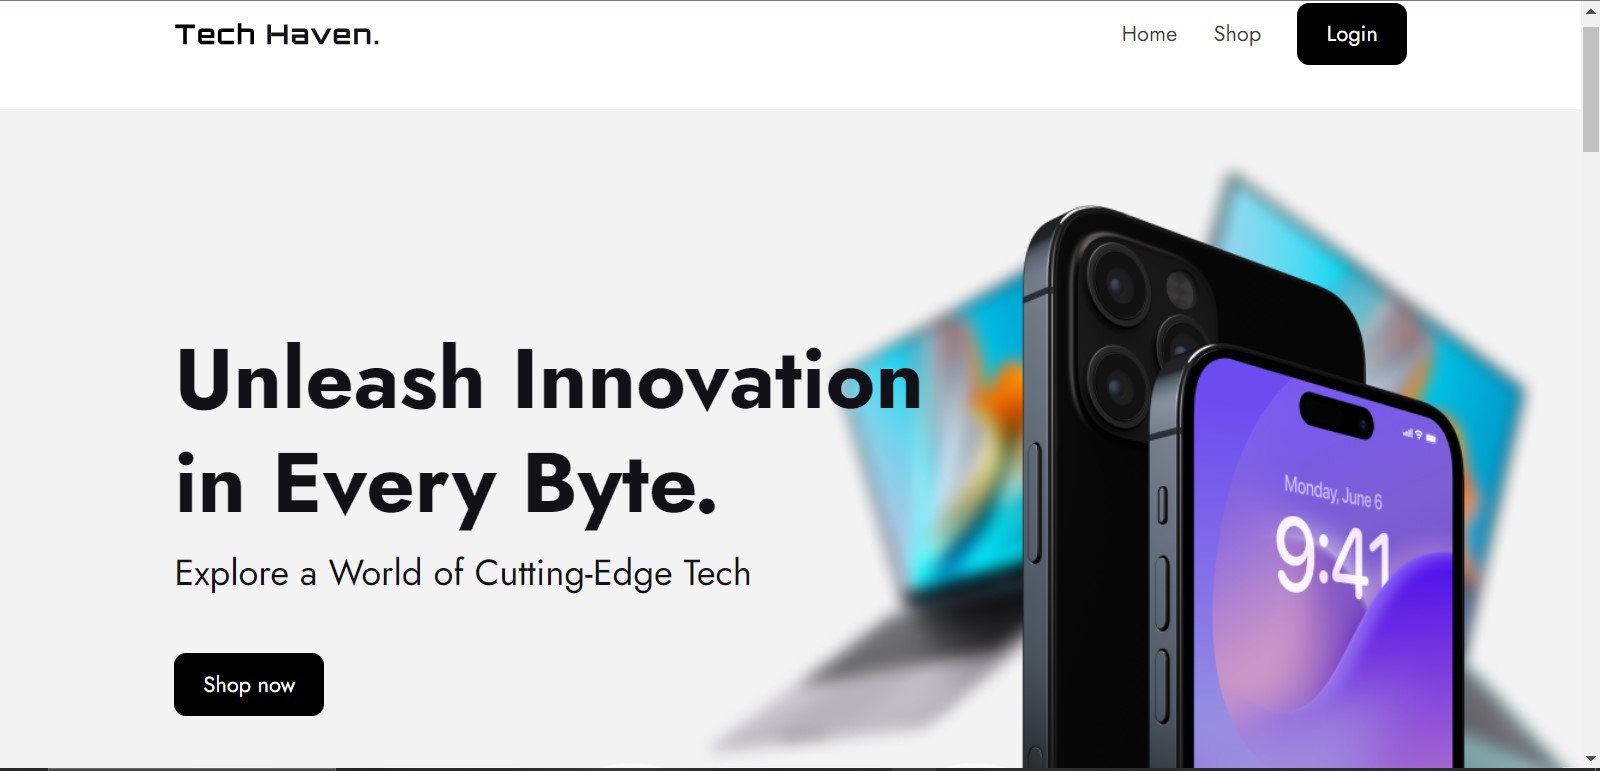 Tech Haven.
Home Shop Login
Unleash Innovation
in Every Byte.
Explore a World of Cutting-Edge Tech
Shop now
Monday, June 6
9:41